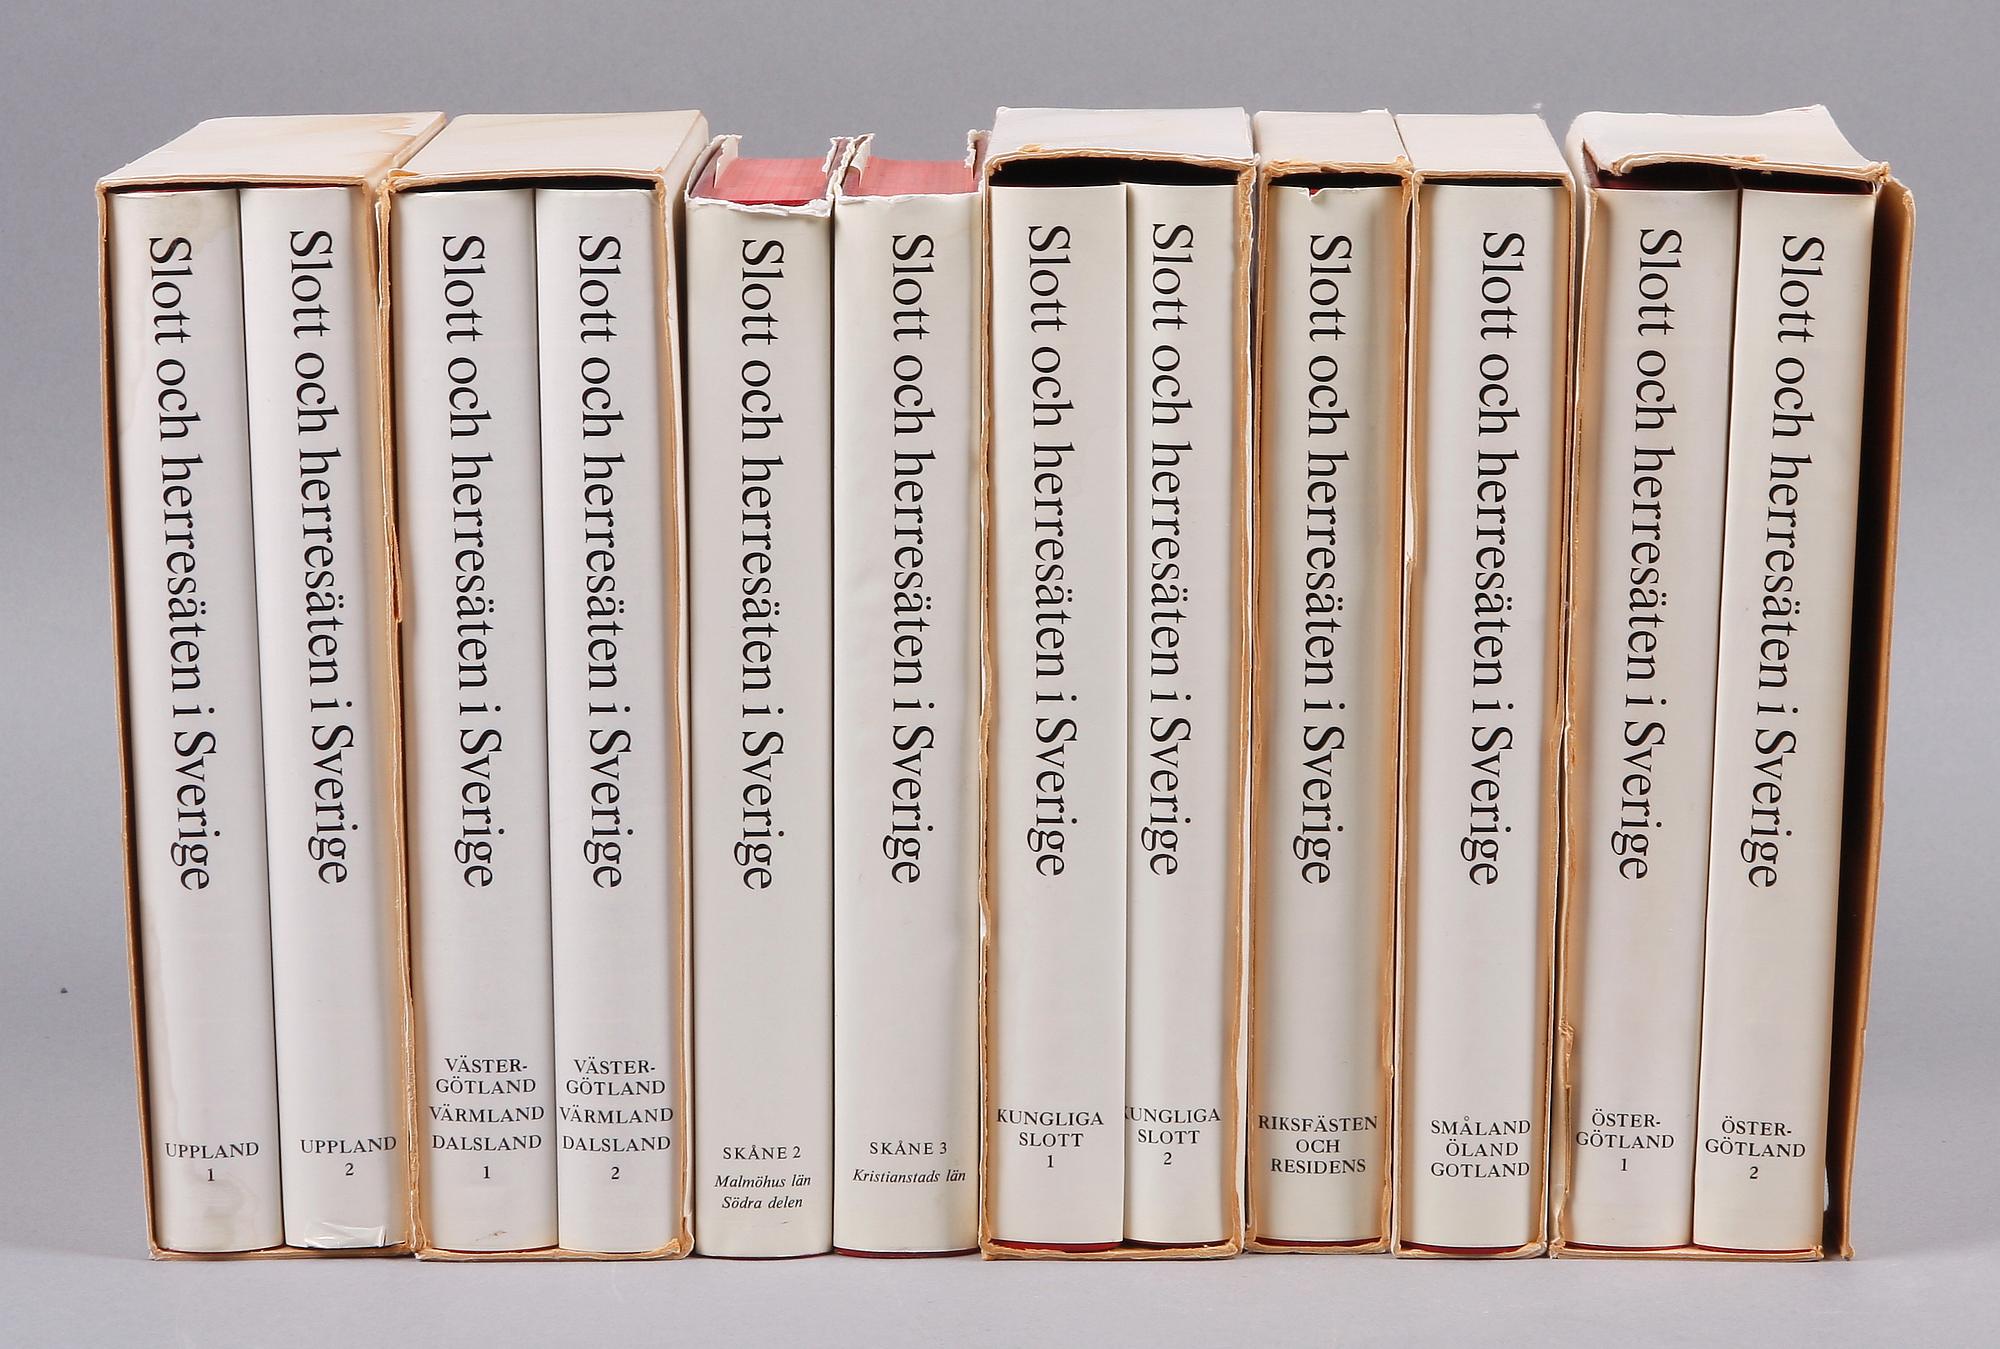 Slott och herresäten i Sverige
UPPLAND
1
Slott och herresäten i Sverige
UPPLAND
2
Slott och herresäten i Sverige
VÄSTER-
GÖTLAND
VÄRMLAND
DALSLAND
1
Slott och herresäten i Sverige
VÄSTER-
GÖTLAND
VÄRMLAND
DALSLAND
2
Slott och herresäten i Sverige
SKÅNE 2
Malmöhus län
Södra delen
Slott och herresäten i Sverige
SKÅNE 3
Kristianstads län
Slott och herresäten i Sverige
KUNGLIGA
SLOTT
1
Slott och herresäten i Sverige
KUNGLIGA
SLOTT
2
Slott och herresäten i Sverige
RIKSFÄSTEN
OCH
RESIDENS
Slott och herresäten i Sverige
SMÅLAND
ÖLAND
GOTLAND
Slott och herresäten i Sverige
ÖSTER-
GÖTLAND
1
Slott och herresäten i Sverige
ÖSTER-
GÖTLAND
2